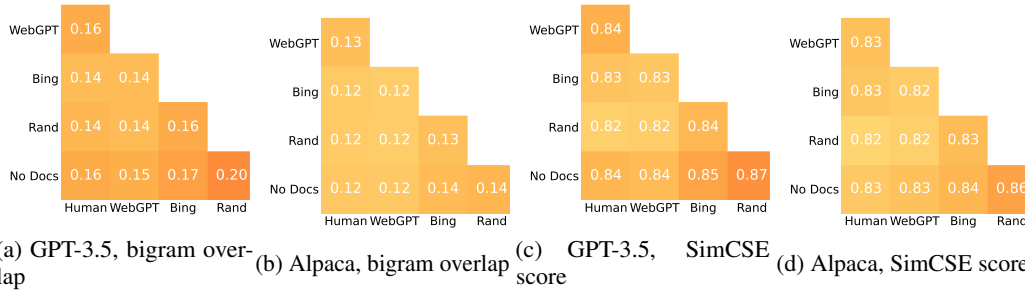 WebGPT 0.16
Bing 0.14 0.14
Rand 0.14 0.14 0.16
No Docs 0.16 0.15 0.17 0.20
Human WebGPT Bing Rand
(a) GPT-3.5, bigram over-
lap
WebGPT 0.13
Bing 0.12 0.12
Rand 0.12 0.12 0.13
No Docs 0.12 0.12 0.14 0.14
Human WebGPT Bing Rand
(b) Alpaca, bigram overlap
WebGPT 0.84
Bing 0.83 0.83
Rand 0.82 0.82 0.84
No Docs 0.84 0.84 0.85 0.87
Human WebGPT Bing Rand
(c) GPT-3.5, SimCSE
score
WebGPT 0.83
Bing 0.83 0.82
Rand 0.82 0.82 0.83
No Docs 0.83 0.83 0.84 0.86
Human WebGPT Bing Rand
(d) Alpaca, SimCSE score